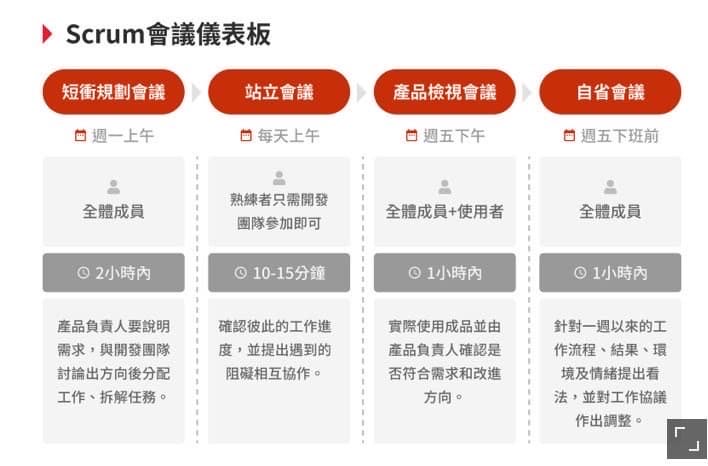 Scrum會議儀表板
短衝規劃會議
週一上午
全體成員
2小時內
產品負責人要說明
需求，與開發團隊
討論出方向後分配
工作、拆解任務。
站立會議
每天上午
熟練者只需開發
團隊參加即可
10-15分鐘
確認彼此的工作進
度，並提出遇到的
阻礙相互協作。
產品檢視會議
週五下午
全體成員+使用者
1小時內
實際使用成品並由
產品負責人確認是
否符合需求和改進
方向。
自省會議
週五下班前
全體成員
1小時內
針對一週以來的工
作流程、結果、環
境及情緒提出看
法，並對工作協議
作出調整。